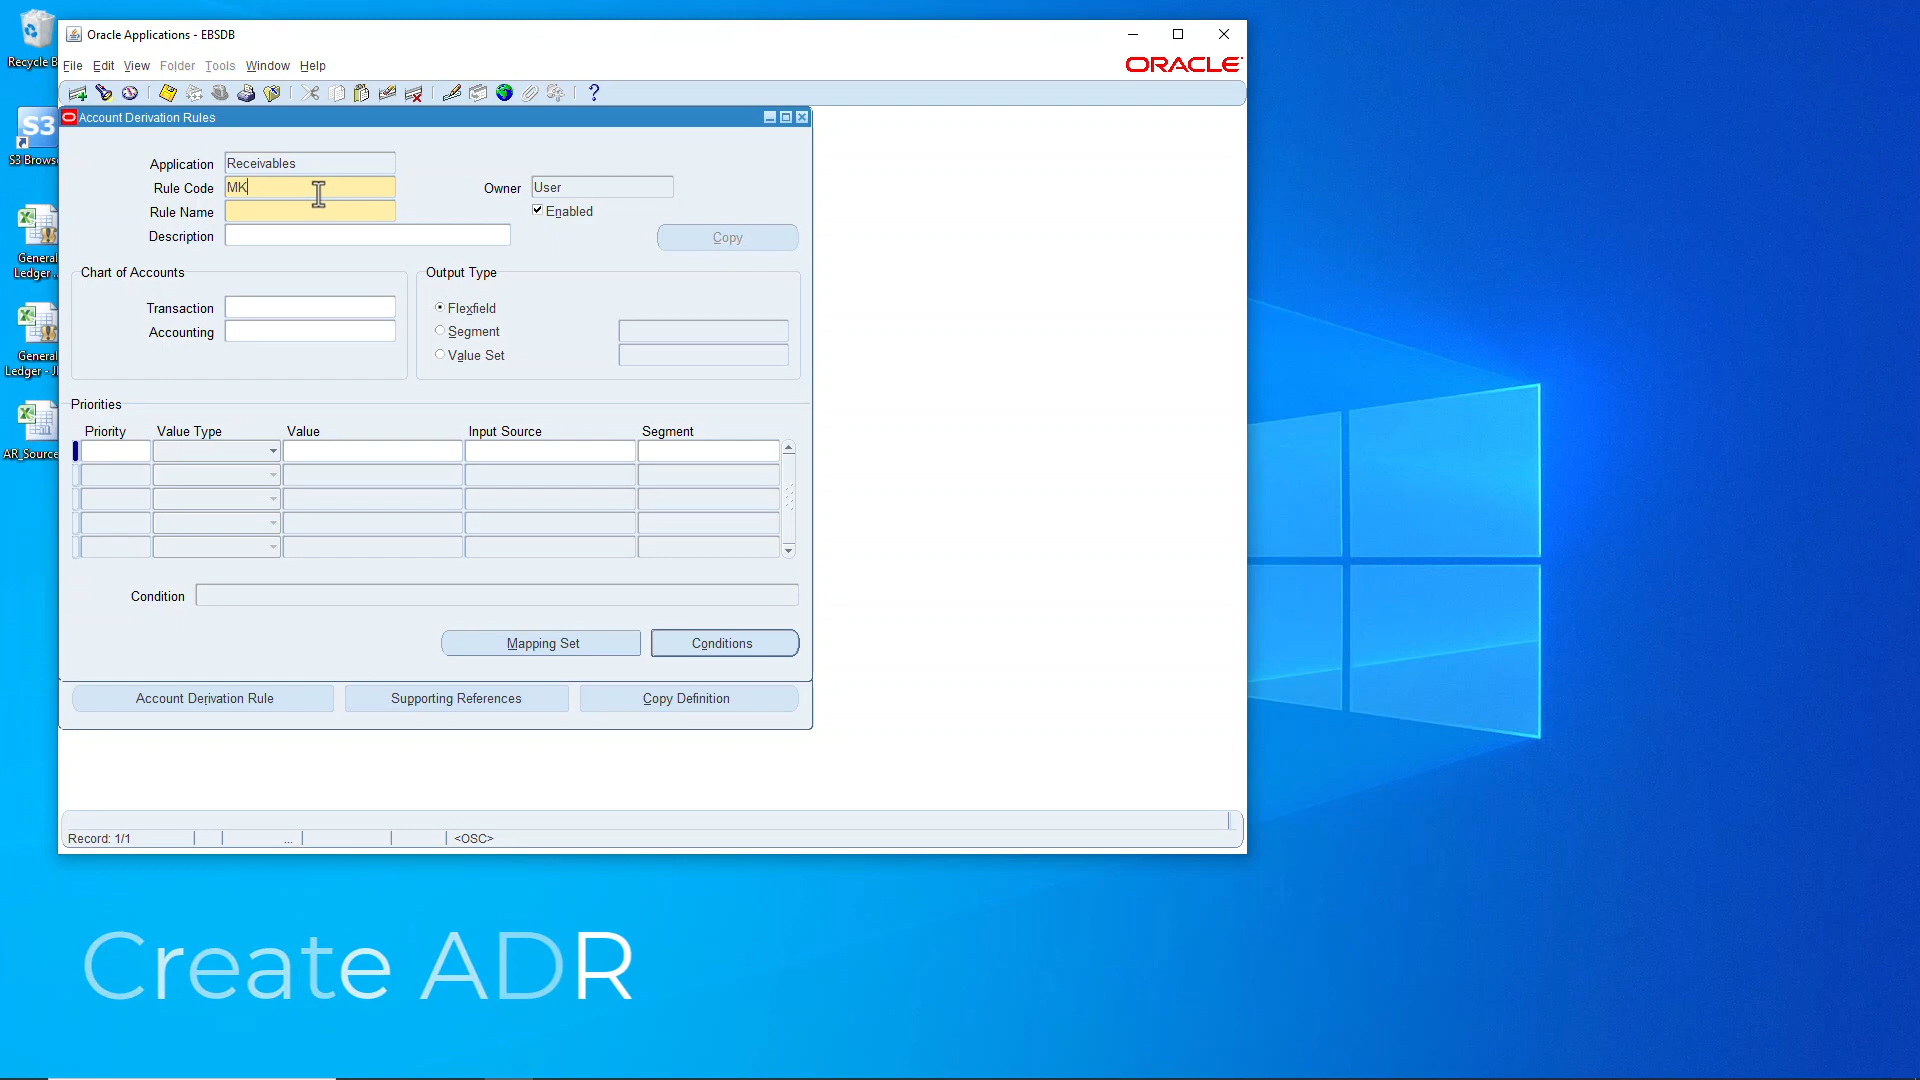 Recycle B
S3
S3 Brows
General
Ledger ...
General
Ledger - J
AR_Source
Oracle Applications - EBSDB
File Edit View Folder Tools Window Help
ORACLE
Account Derivation Rules
Application Receivables
Rule Code MK
Owner User
Rule Name
Enabled
Description
Copy
Chart of Accounts
Output Type
Transaction
Flexfield
Accounting
Segment
Value Set
Priorities
Priority Value Type Value Input Source Segment
Condition
Mapping Set Conditions
Account Derivation Rule Supporting References Copy Definition
Record: 1/1 ... <OSC>
Create ADR